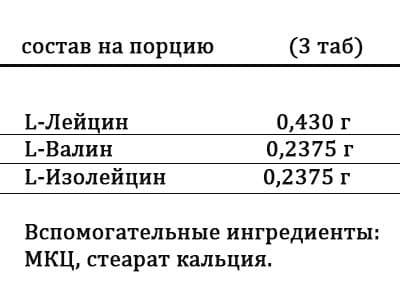 состав на порцию (3 таб)
L-Лейцин 0,430 г
L-Валин 0,2375 г
L-Изолейцин 0,2375 г
Вспомогательные ингредиенты:
МКЦ, стеарат кальция.